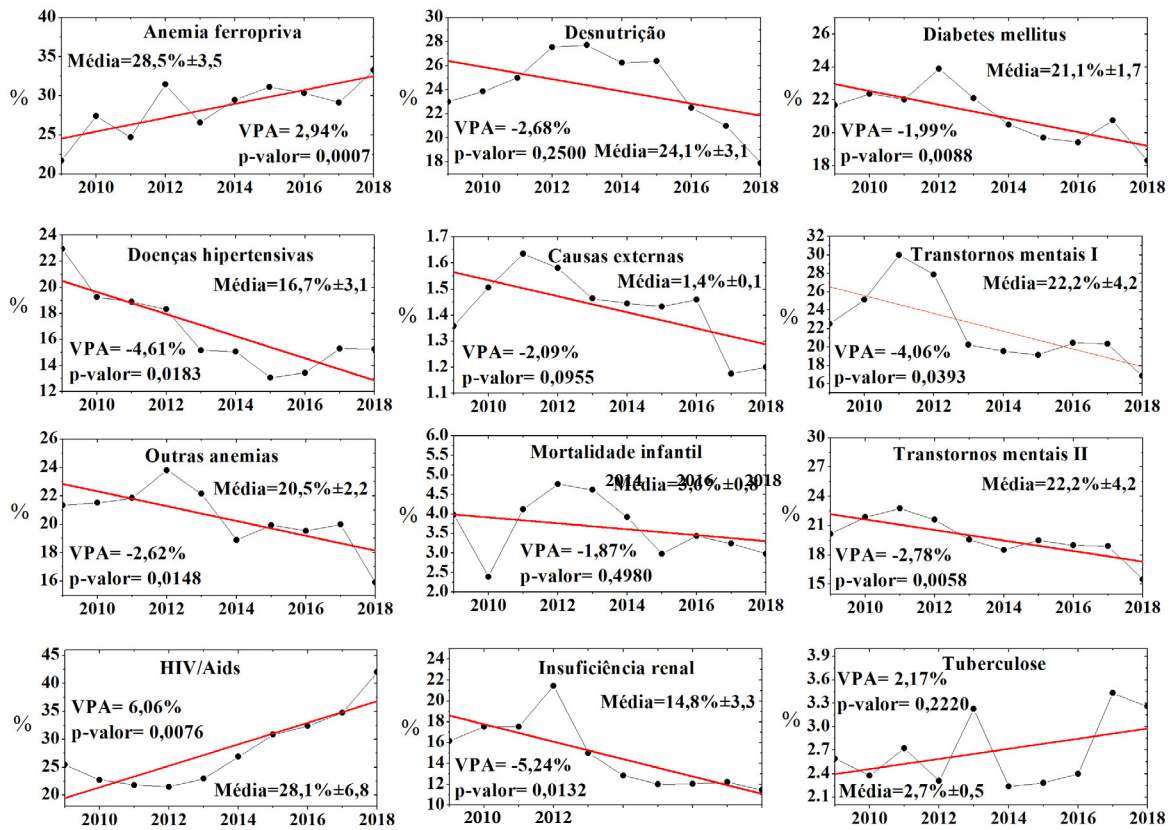 Anemia ferropriva
Média=28,5%±3,5
VPA= 2,94%
p-valor= 0,0007
%
40
35
30
25
20
2010 2012 2014 2016 2018
Desnutrição
VPA= -2,68%
p-valor= 0,2500
Média=24,1%±3,1
%
30
28
26
24
22
20
18
2010 2012 2014 2016 2018
Diabetes mellitus
Média=21,1%±1,7
VPA= -1,99%
p-valor= 0,0088
%
26
24
22
20
18
2010 2012 2014 2016 2018
Doenças hipertensivas
Média=16,7%±3,1
VPA= -4,61%
p-valor= 0,0183
%
24
22
20
18
16
14
12
2010 2012 2014 2016 2018
Causas externas
Média=1,4%±0,1
VPA= -2,09%
p-valor= 0,0955
%
1.7
1.6
1.5
1.4
1.3
1.2
1.1
2010 2012 2014 2016 2018
Transtornos mentais I
Média=22,2%±4,2
VPA= -4,06%
p-valor= 0,0393
%
32
30
28
26
24
22
20
18
16
2010 2012 2014 2016 2018
Outras anemias
Média=20,5%±2,2
VPA= -2,62%
p-valor= 0,0148
%
26
24
22
20
18
16
2010 2012 2014 2016 2018
Mortalidade infantil
2014 2016 2018
VPA= -1,87%
p-valor= 0,4980
%
6.0
5.5
5.0
4.5
4.0
3.5
3.0
2.5
2.0
2010 2012 2014 2016 2018
Transtornos mentais II
Média=22,2%±4,2
VPA= -2,78%
p-valor= 0,0058
%
30
27
24
21
18
15
2010 2012 2014 2016 2018
HIV/Aids
VPA= 6,06%
p-valor= 0,0076
Média=28,1%±6,8
%
45
40
35
30
25
20
2010 2012 2014 2016 2018
Insuficiência renal
Média=14,8%±3,3
VPA= -5,24%
p-valor= 0,0132
%
24
22
20
18
16
14
12
10
2010 2012
Tuberculose
VPA= 2,17%
p-valor= 0,2220
Média=2,7%±0,5
%
3.9
3.6
3.3
3.0
2.7
2.4
2.1
2010 2012 2014 2016 2018